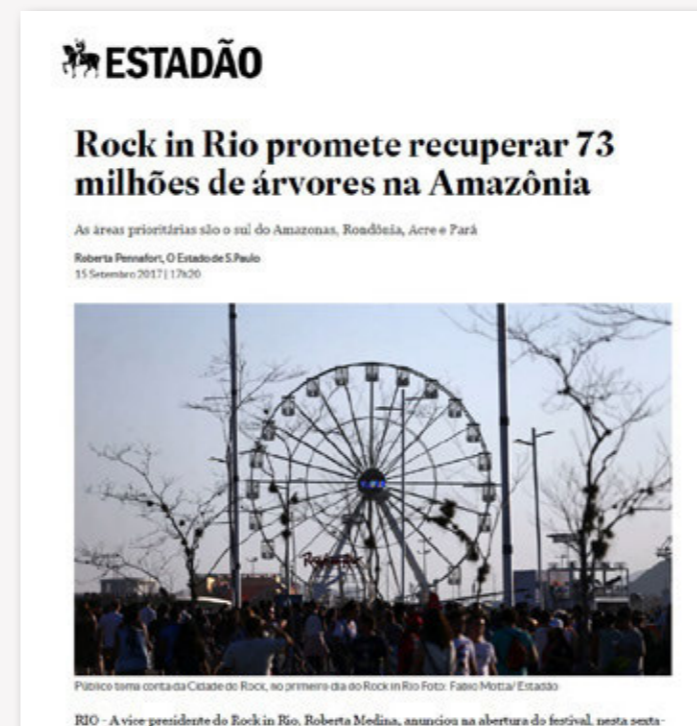 ESTADÃO
Rock in Rio promete recuperar 73
milhões de árvores na Amazônia
As áreas prioritárias são o sul do Amazonas, Rondônia, Acre e Pará
Roberta Pennafort, O Estado de S.Paulo
15 Setembro 2017 | 17h20
Público toma conta da Cidade do Rock, no primeiro dia do Rock in Rio Foto: Fabio Motta/ Estadão
RIO - A vice-presidente do Rock in Rio, Roberta Medina, anunciou na abertura do festival, nesta sexta-